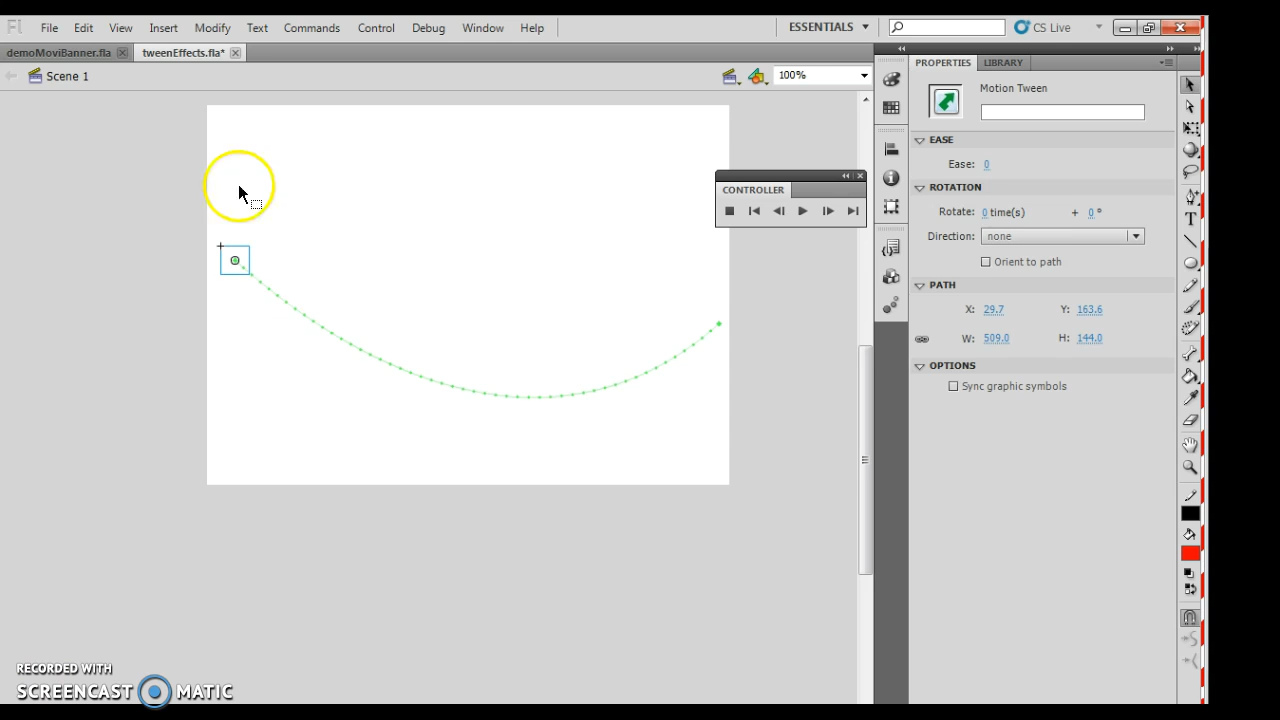 Fl File Edit View Insert Modify Text Commands Control Debug Window Help ESSENTIALS CS Live
demoMoviBanner.fla tweenEffects.fla*
Scene 1 100%
PROPERTIES LIBRARY
Motion Tween
EASE
Ease: 0
ROTATION
Rotate: 0 time(s) + 0 °
Direction: none
Orient to path
PATH
X: 29.7 Y: 163.6
W: 509.0 H: 144.0
OPTIONS
Sync graphic symbols
CONTROLLER
T
RECORDED WITH
SCREENCAST MATIC